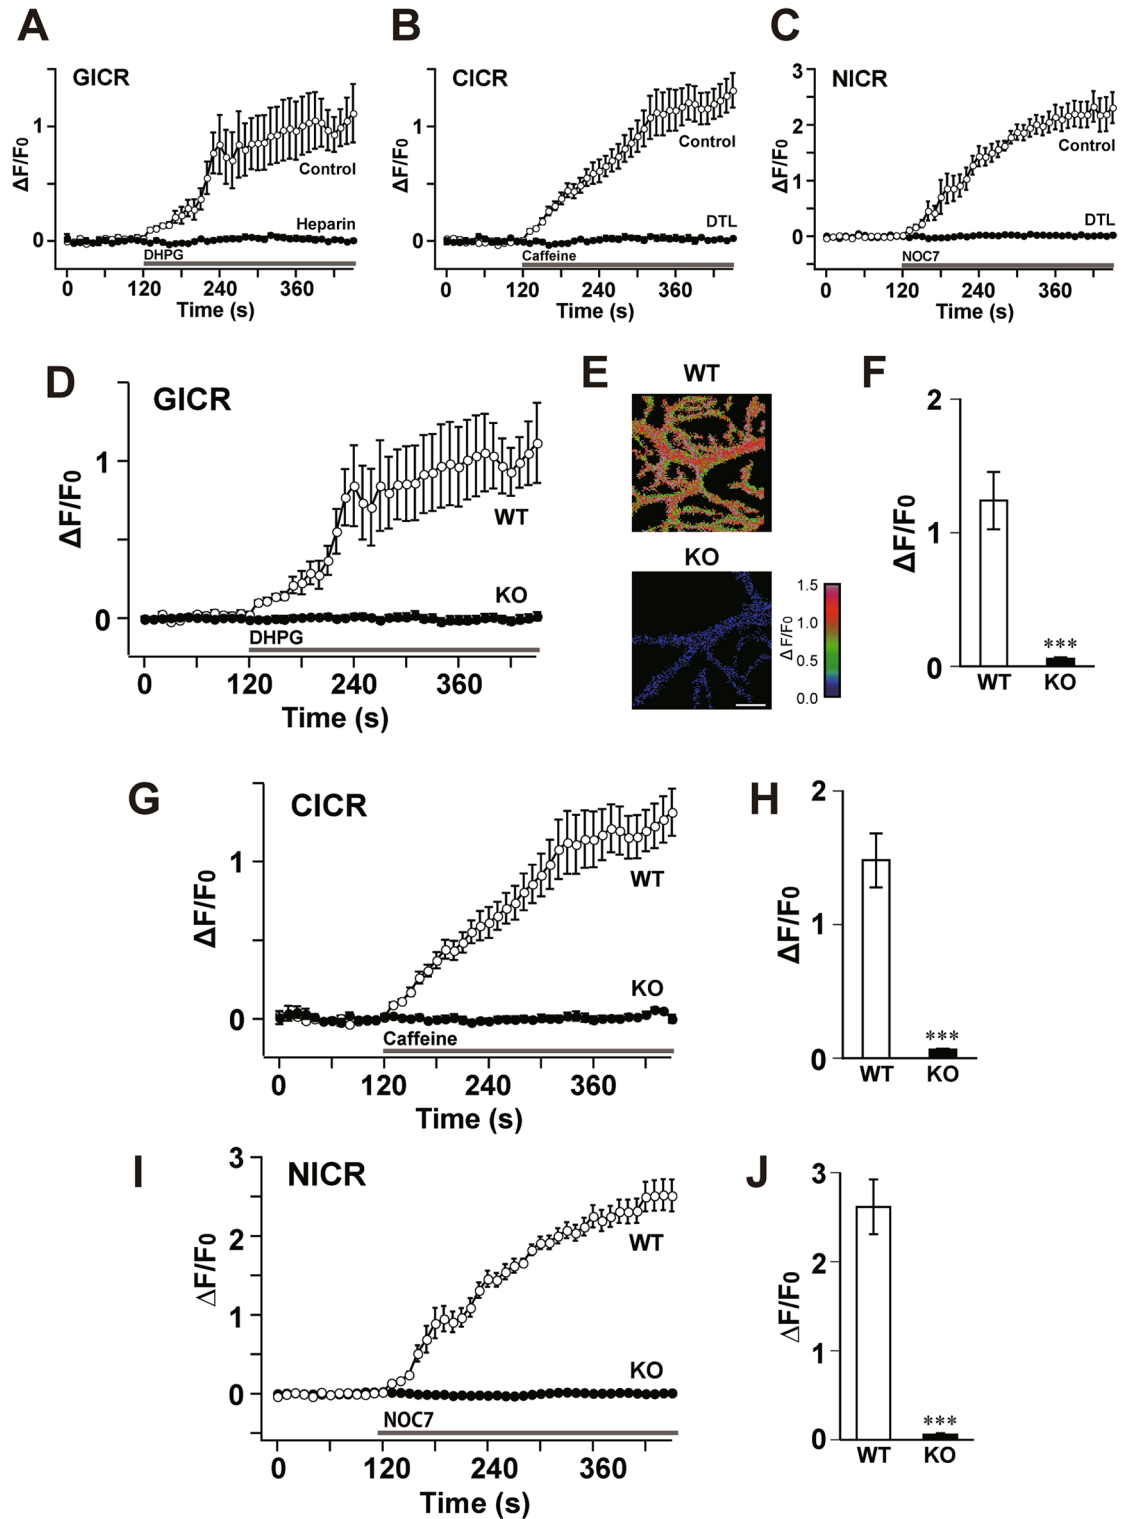 A
B
C
GICR
CICR
NICR
ΔF/F0
1
0
Control
Heparin
DHPG
0 120 240 360
Time (s)
ΔF/F0
1
0
Control
DTL
Caffeine
0 120 240 360
Time (s)
ΔF/F0
3
2
1
0
Control
DTL
NOC7
0 120 240 360
Time (s)
D
GICR
ΔF/F0
1
0
WT
KO
DHPG
0 120 240 360
Time (s)
E
WT
KO
ΔF/F0
1.5
1.0
0.5
0.0
F
ΔF/F0
2
1
0
***
WT KO
G
CICR
ΔF/F0
1
0
WT
KO
Caffeine
0 120 240 360
Time (s)
H
ΔF/F0
2
1
0
***
WT KO
I
NICR
ΔF/F0
3
2
1
0
WT
KO
NOC7
0 120 240 360
Time (s)
J
ΔF/F0
3
2
1
0
***
WT KO